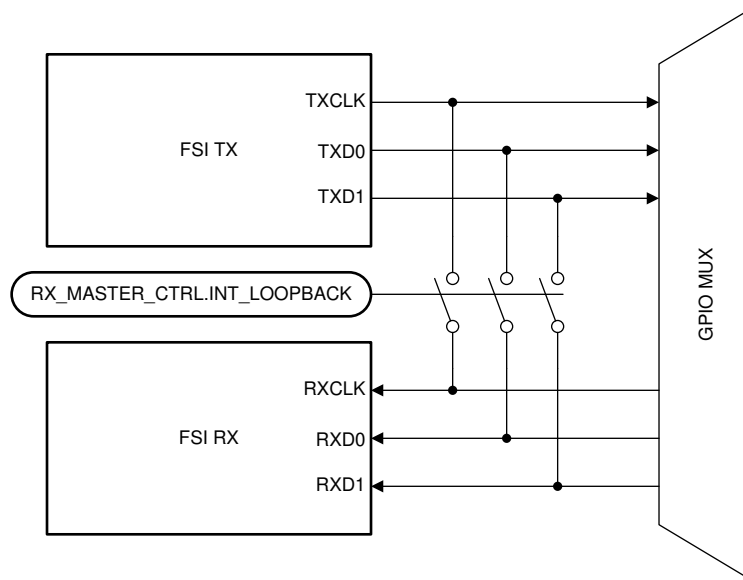 TXCLK
FSI TX
TXD0
TXD1
RX_MASTER_CTRL.INT_LOOPBACK
GPIO MUX
RXCLK
FSI RX
RXD0
RXD1